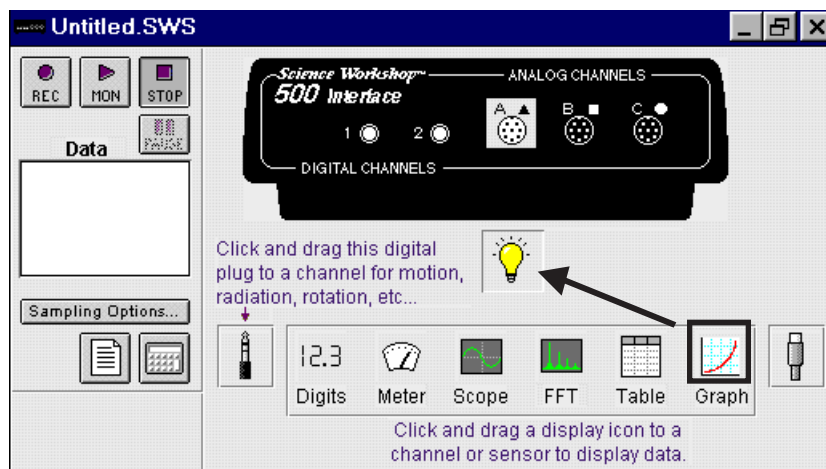 Untitled.SWS
REC MON STOP
PAUSE
Data
Sampling Options...
Science Workshop™
ANALOG CHANNELS
500 Interface
A B C
1 2
DIGITAL CHANNELS
Click and drag this digital
plug to a channel for motion,
radiation, rotation, etc...
12.3
Digits Meter Scope FFT Table Graph
Click and drag a display icon to a
channel or sensor to display data.